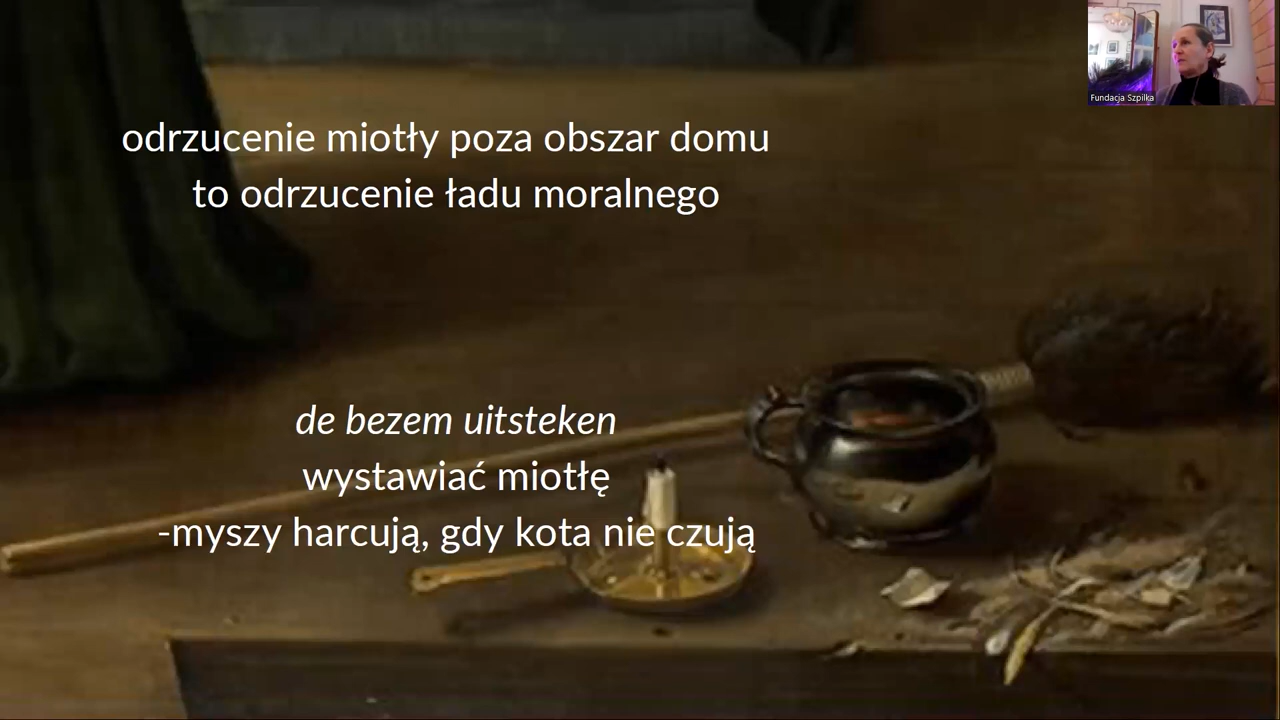 odrzucenie miotły poza obszar domu
to odrzucenie ładu moralnego
de bezem uitsteken
wystawiać miotłę
-myszy harcują, gdy kota nie czują
Fundacja Szpilka